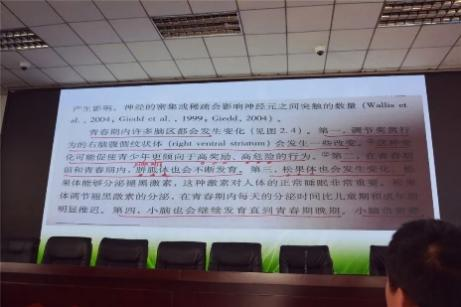 产生影响。神经的密集或稀疏会影响神经元之间突触的数量 (Wallis et
al., 2004, Giedd et al., 1999, Giedd, 2004)。
青春期内许多脑区都会发生变化 (见图 2.4)。第一，调节奖赏行
为的右脑腹侧纹状体 (right ventral striatum) 会发生一些改变。这种变
化可能促使青少年更倾向于高奖励、高危险的行为。第二，在青春期
前和青春期内，胼胝体也会不断发育。第三，松果体也会发生变化。松
果体能够分泌褪黑激素，这种激素对人体的正常睡眠非常重要。松果
体调节褪黑激素的分泌，在青春期内每天的分泌时间比儿童期和成年期
明显推迟。第四，小脑也会继续发育直到青春期晚期。小脑负责